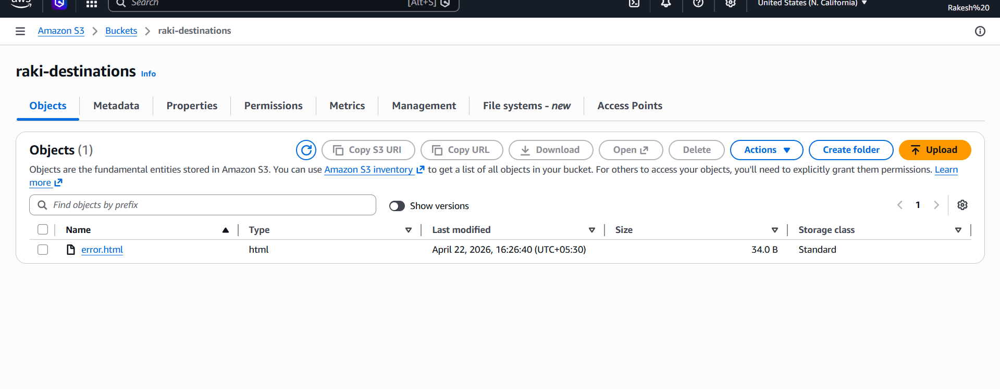 aws
Search [Alt+S]
United States (N. California)
Rakesh%20
Amazon S3 Buckets raki-destinations
raki-destinations Info
Objects Metadata Properties Permissions Metrics Management File systems - new Access Points
Objects (1)
Copy S3 URI Copy URL Download Open Delete Actions Create folder Upload
Objects are the fundamental entities stored in Amazon S3. You can use Amazon S3 inventory to get a list of all objects in your bucket. For others to access your objects, you'll need to explicitly grant them permissions. Learn
more
Find objects by prefix
Show versions
1
Name Type Last modified Size Storage class
error.html html April 22, 2026, 16:26:40 (UTC+05:30) 34.0 B Standard